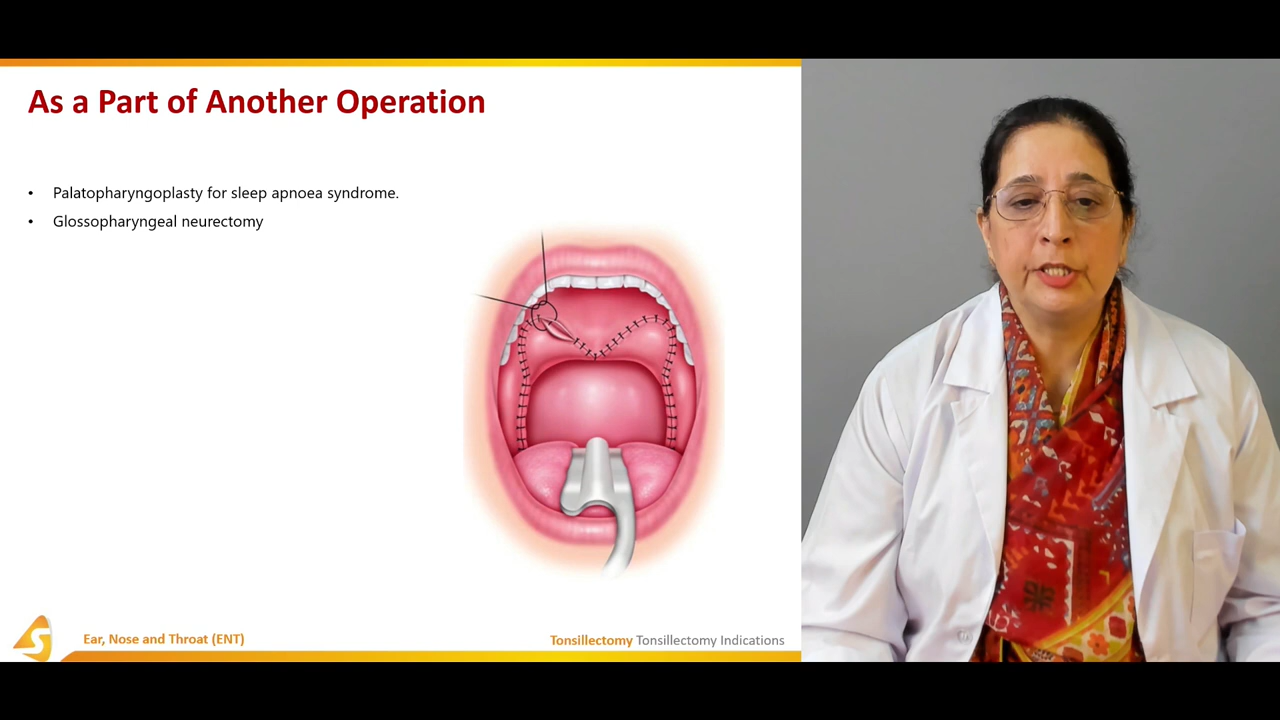 As a Part of Another Operation
• Palatopharyngoplasty for sleep apnoea syndrome.
• Glossopharyngeal neurectomy
Ear, Nose and Throat (ENT)
Tonsillectomy Tonsillectomy Indications